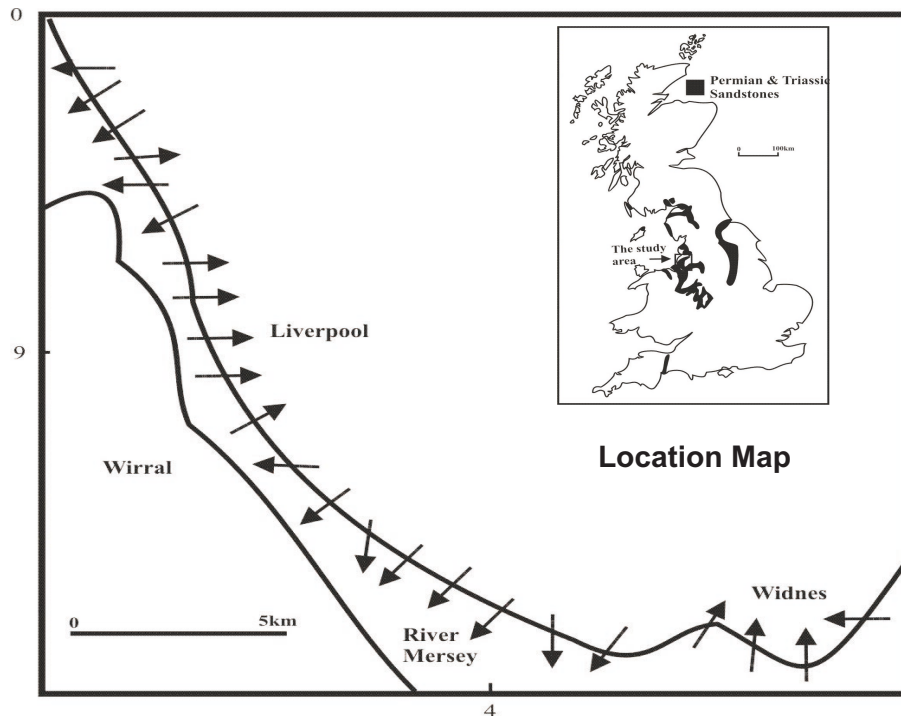 0
Permian & Triassic
Sandstones
0 100km
The study
area
Liverpool
9
Location Map
Wirral
0 5km
Widnes
River
Mersey
4